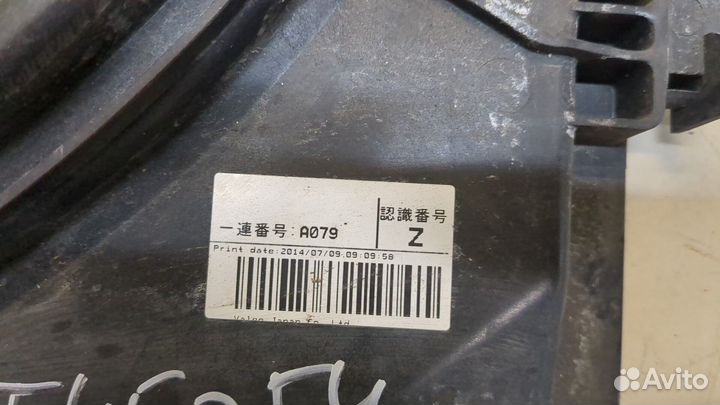 一連番号: A079
認識番号
Z
Print date:2014/07/09 09:09:58
Valeo Japan Co. Ltd
Avito